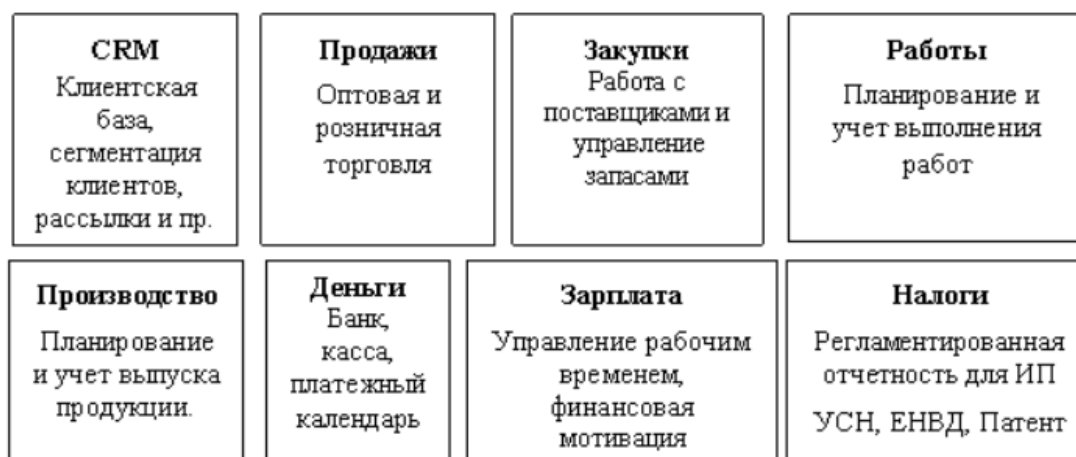 CRM
Клиентская
база,
сегментация
клиентов,
рассылки и пр.
Продажи
Оптовая и
розничная
торговля
Закупки
Работа с
поставщиками и
управление
запасами
Работы
Планирование и
учет выполнения
работ
Производство
Планирование
и учет выпуска
продукции.
Деньги
Банк,
касса,
платежный
календарь
Зарплата
Управление рабочим
временем,
финансовая
мотивация
Налоги
Регламентированная
отчетность для ИП
УСН, ЕНВД, Патент